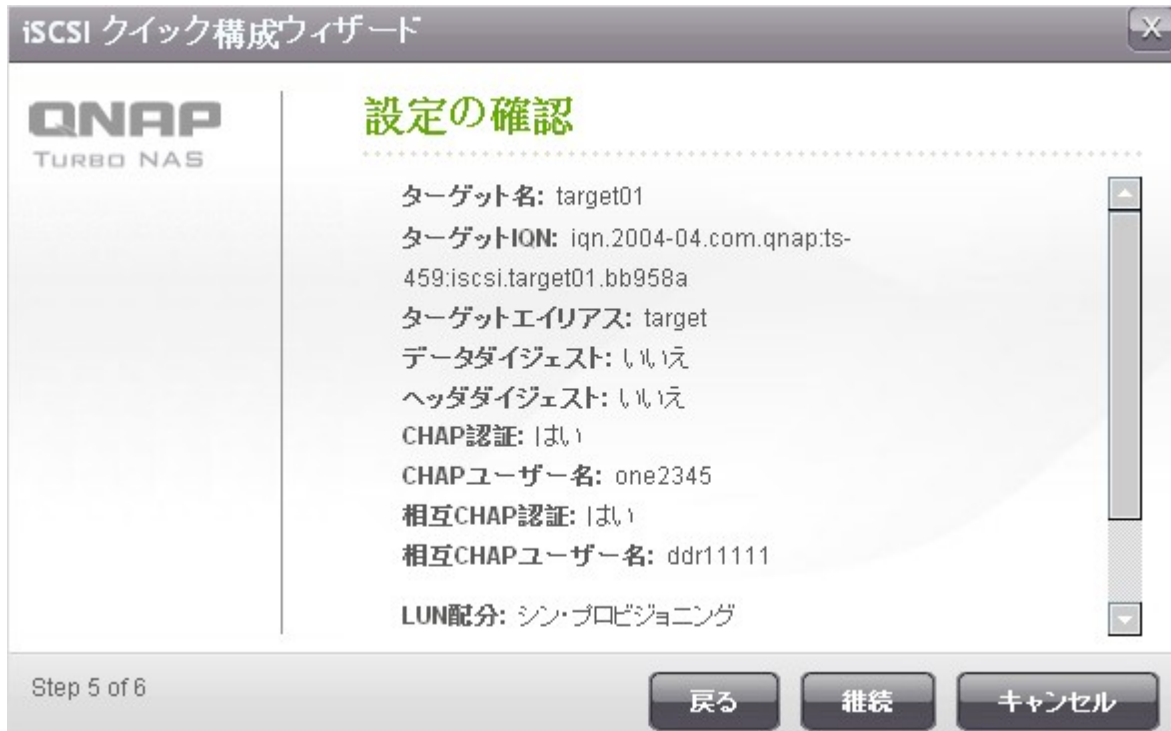 iSCSI クイック構成ウィザード
QNAP
TURBO NAS
設定の確認
ターゲット名: target01
ターゲットIQN: iqn.2004-04.com.qnap:ts-
459:iscsi.target01.bb958a
ターゲットエイリアス: target
データダイジェスト: いいえ
ヘッダダイジェスト: いいえ
CHAP認証: はい
CHAPユーザー名: one2345
相互CHAP認証: はい
相互CHAPユーザー名: ddr11111
LUN配分: シン・プロビジョニング
Step 5 of 6
戻る
継続
キャンセル